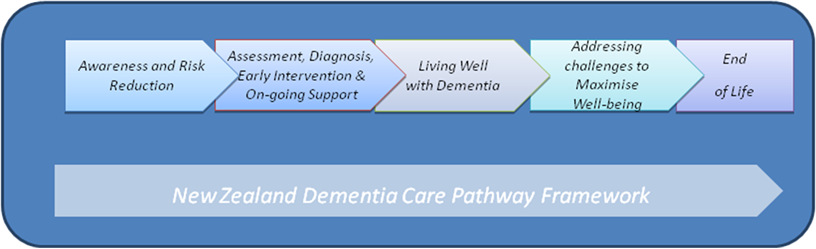 Awareness and Risk
Reduction
Assessment, Diagnosis,
Early Intervention &
On-going Support
Living Well
with Dementia
Addressing
challenges to
Maximise
Well-being
End
of Life
New Zealand Dementia Care Pathway Framework